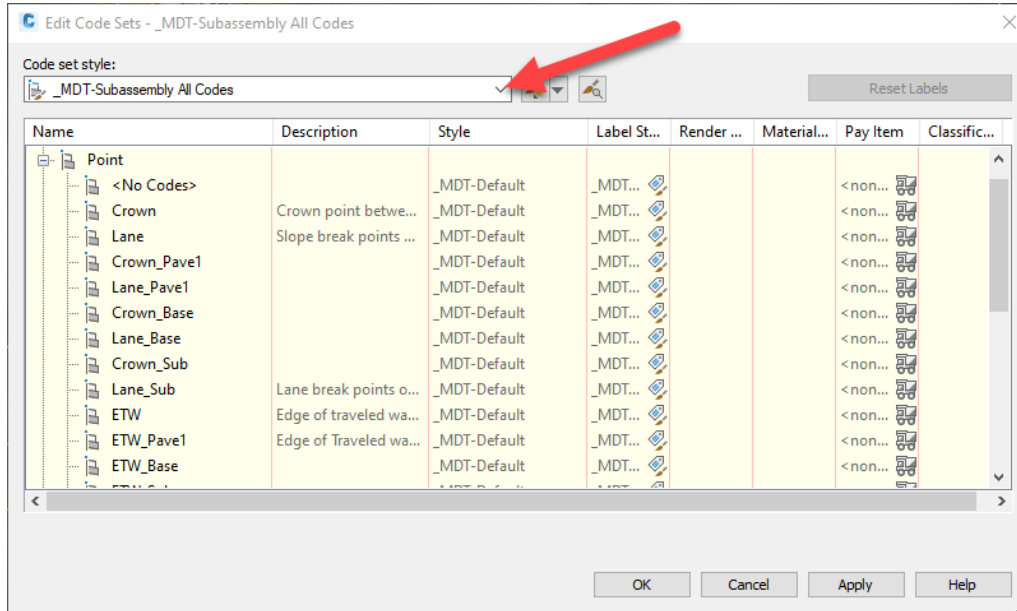 C Edit Code Sets - _MDT-Subassembly All Codes
Code set style:
_MDT-Subassembly All Codes
Reset Labels
Name Description Style Label St... Render ... Material... Pay Item Classific...
Point
<No Codes> _MDT-Default _MDT... <non...
Crown Crown point betwe... _MDT-Default _MDT... <non...
Lane Slope break points ... _MDT-Default _MDT... <non...
Crown_Pave1 _MDT-Default _MDT... <non...
Lane_Pave1 _MDT-Default _MDT... <non...
Crown_Base _MDT-Default _MDT... <non...
Lane_Base _MDT-Default _MDT... <non...
Crown_Sub _MDT-Default _MDT... <non...
Lane_Sub Lane break points o... _MDT-Default _MDT... <non...
ETW Edge of traveled wa... _MDT-Default _MDT... <non...
ETW_Pave1 Edge of Traveled wa... _MDT-Default _MDT... <non...
ETW_Base _MDT-Default _MDT... <non...
OK Cancel Apply Help